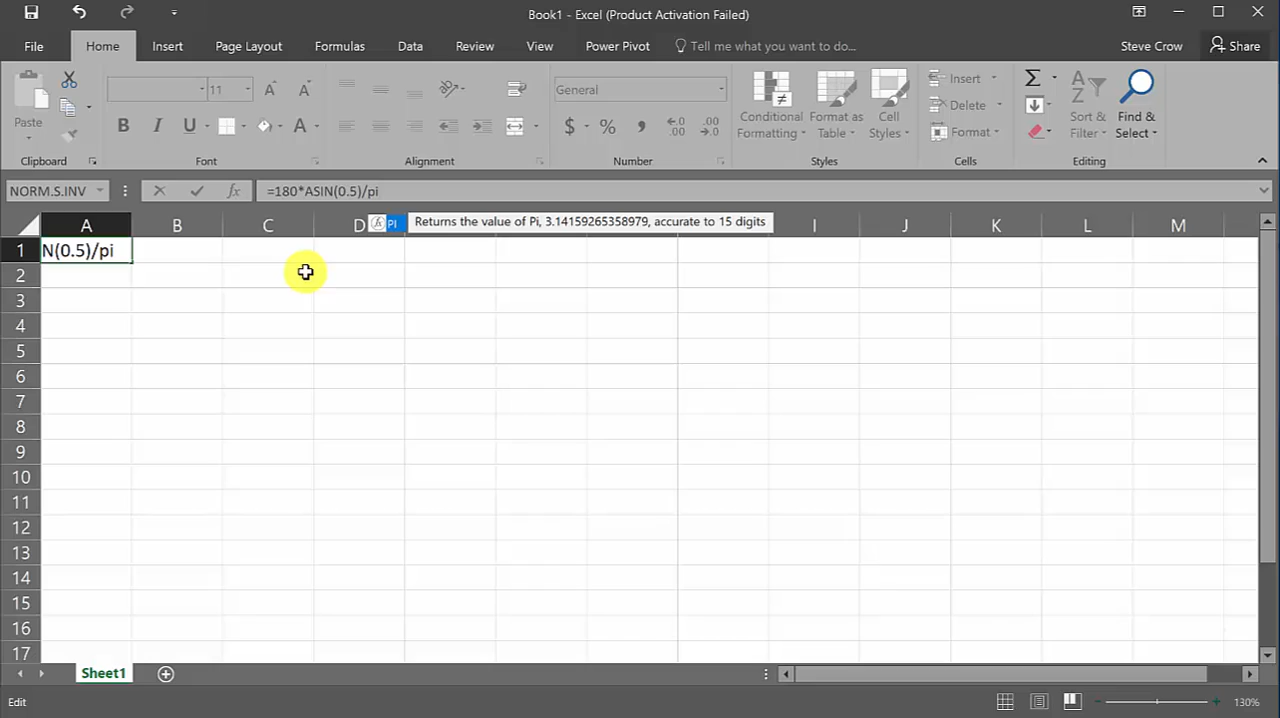 Book1 - Excel (Product Activation Failed)
File Home Insert Page Layout Formulas Data Review View Power Pivot Tell me what you want to do... Steve Crow Share
Paste
Clipboard
11
B I U A
Font
Alignment
General
$ % ,
Number
Conditional Formatting
Format as Table
Cell Styles
Styles
Insert
Delete
Format
Cells
Sort & Filter
Find & Select
Editing
NORM.S.INV fx =180*ASIN(0.5)/pi
A B C D I J K L M
PI Returns the value of Pi, 3.14159265358979, accurate to 15 digits
1 N(0.5)/pi
2
3
4
5
6
7
8
9
10
11
12
13
14
15
16
17
Sheet1
Edit 130%